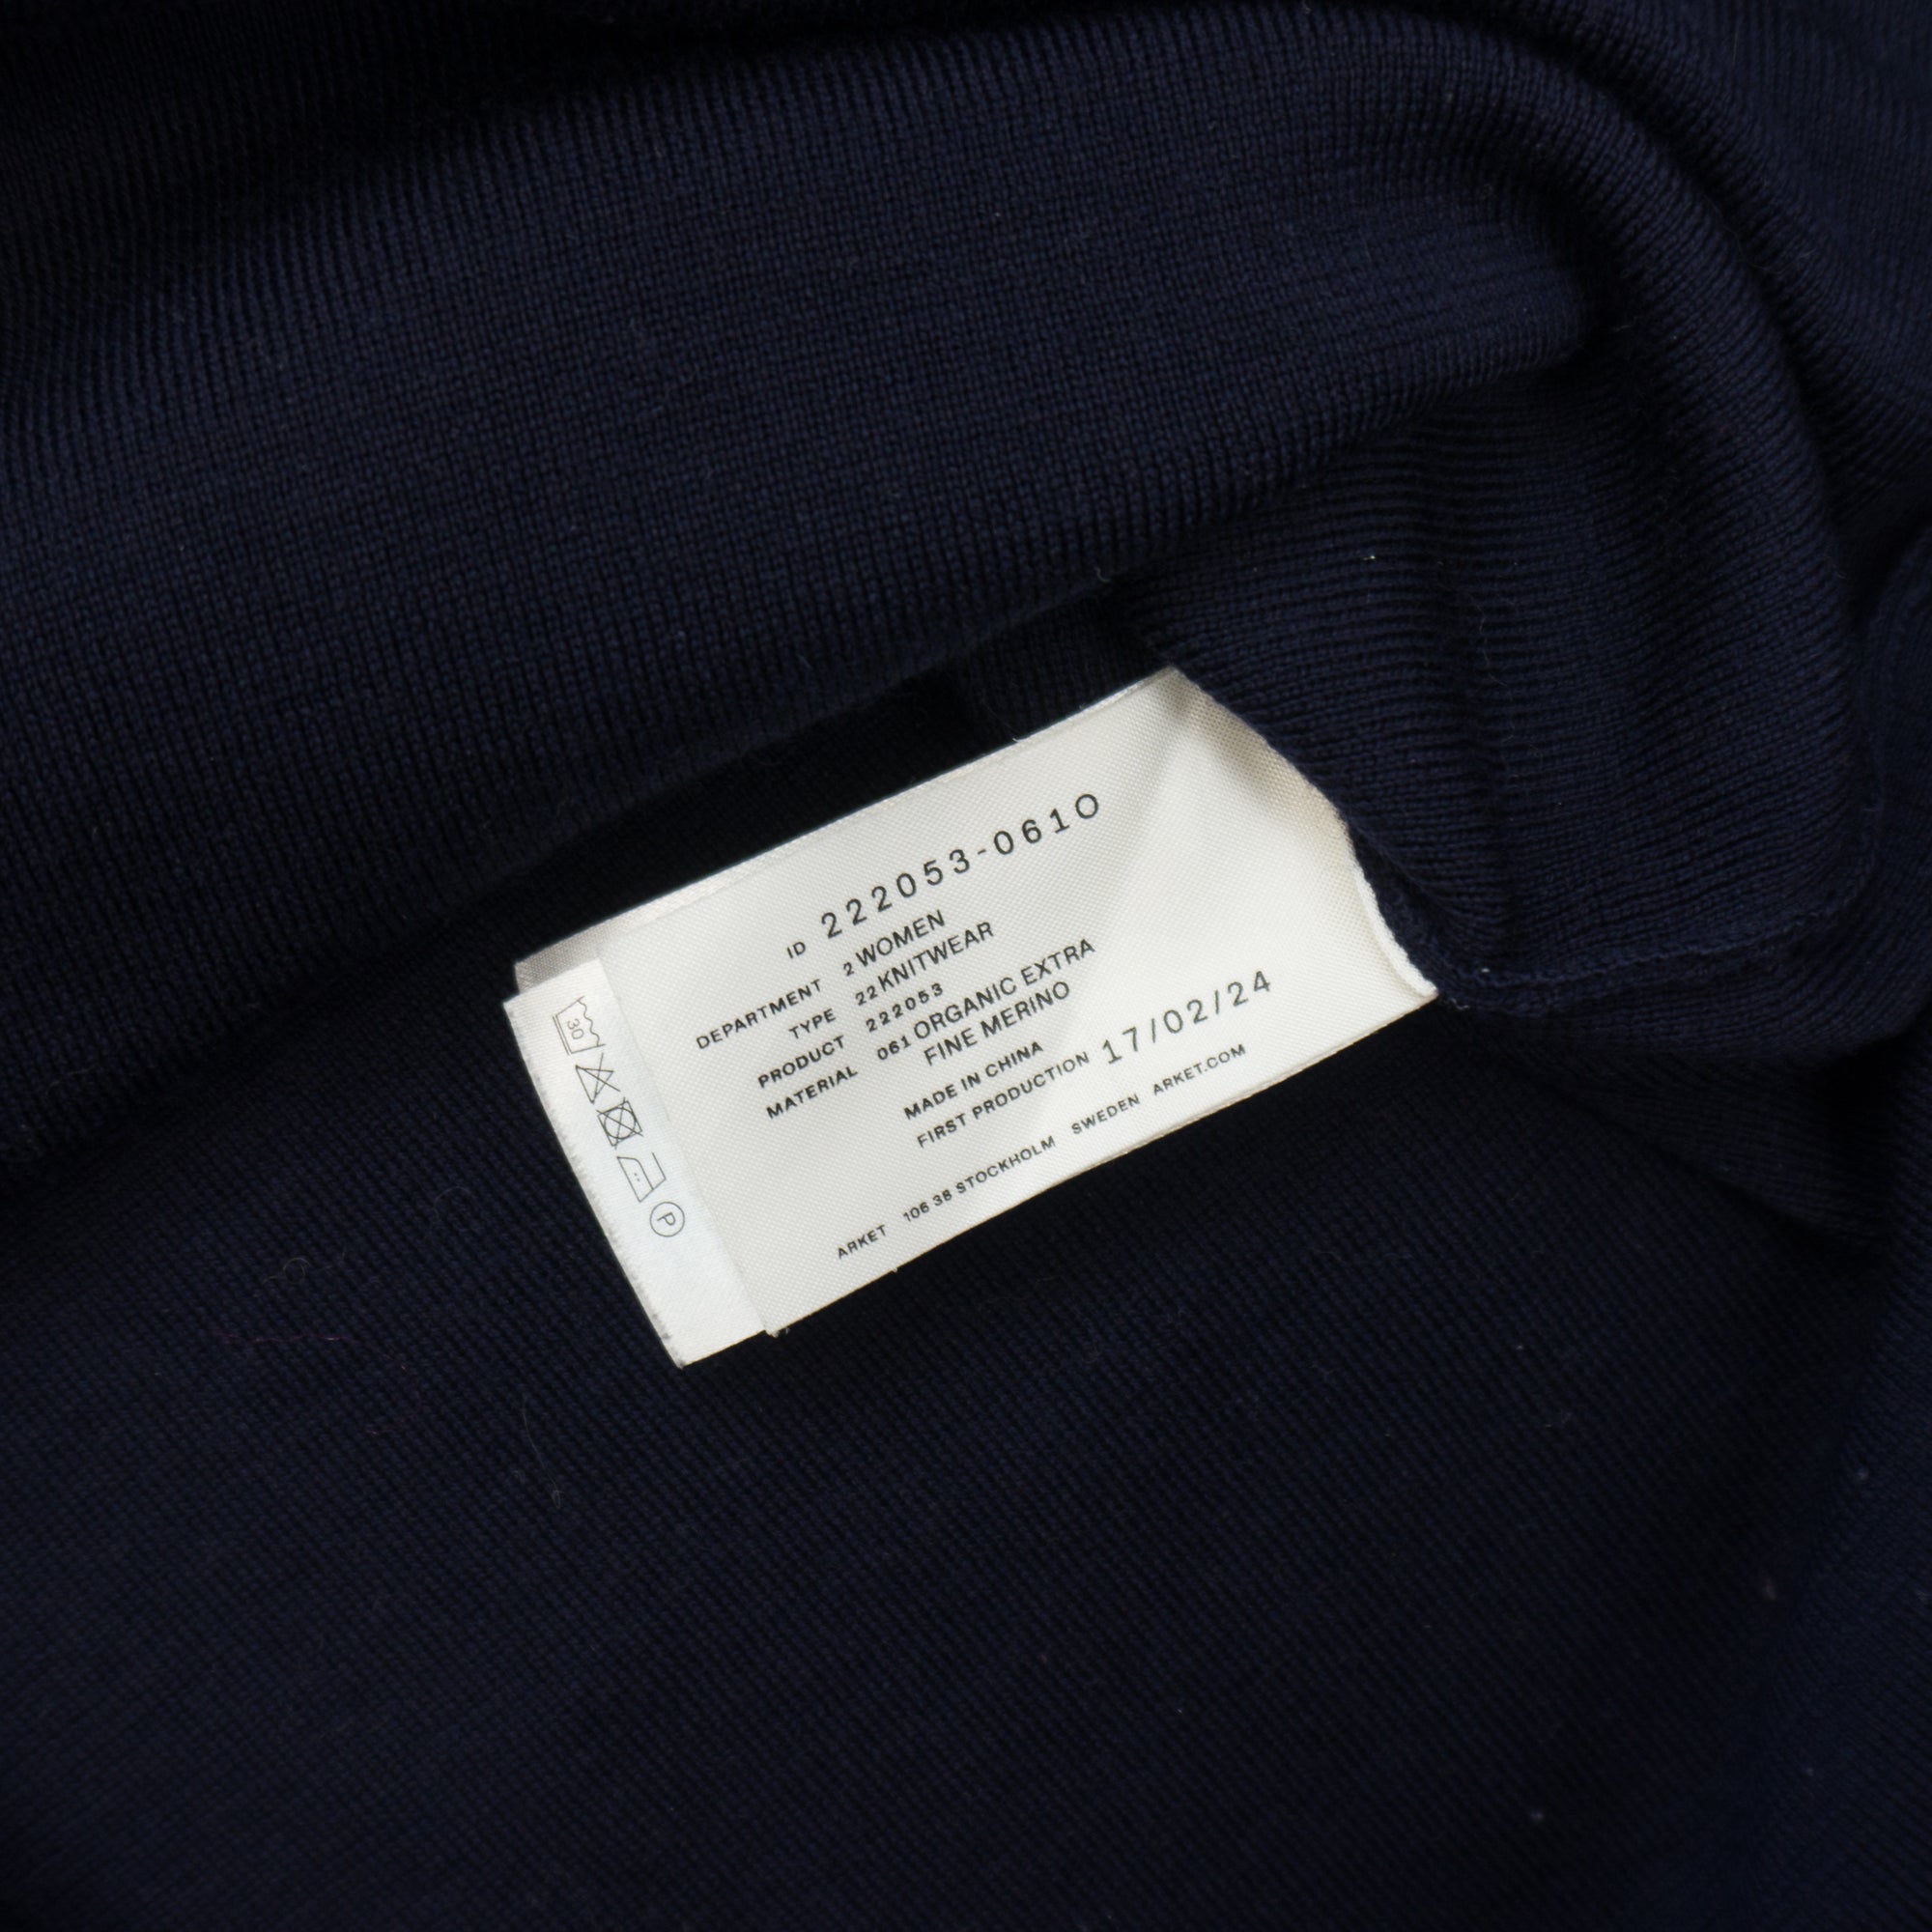 ID 222053-061O
DEPARTMENT 2 WOMEN
TYPE 22 KNITWEAR
PRODUCT 222053
MATERIAL 061 ORGANIC EXTRA
FINE MERINO
MADE IN CHINA
FIRST PRODUCTION 17/02/24
ARKET 106 38 STOCKHOLM SWEDEN ARKET.COM
30
P